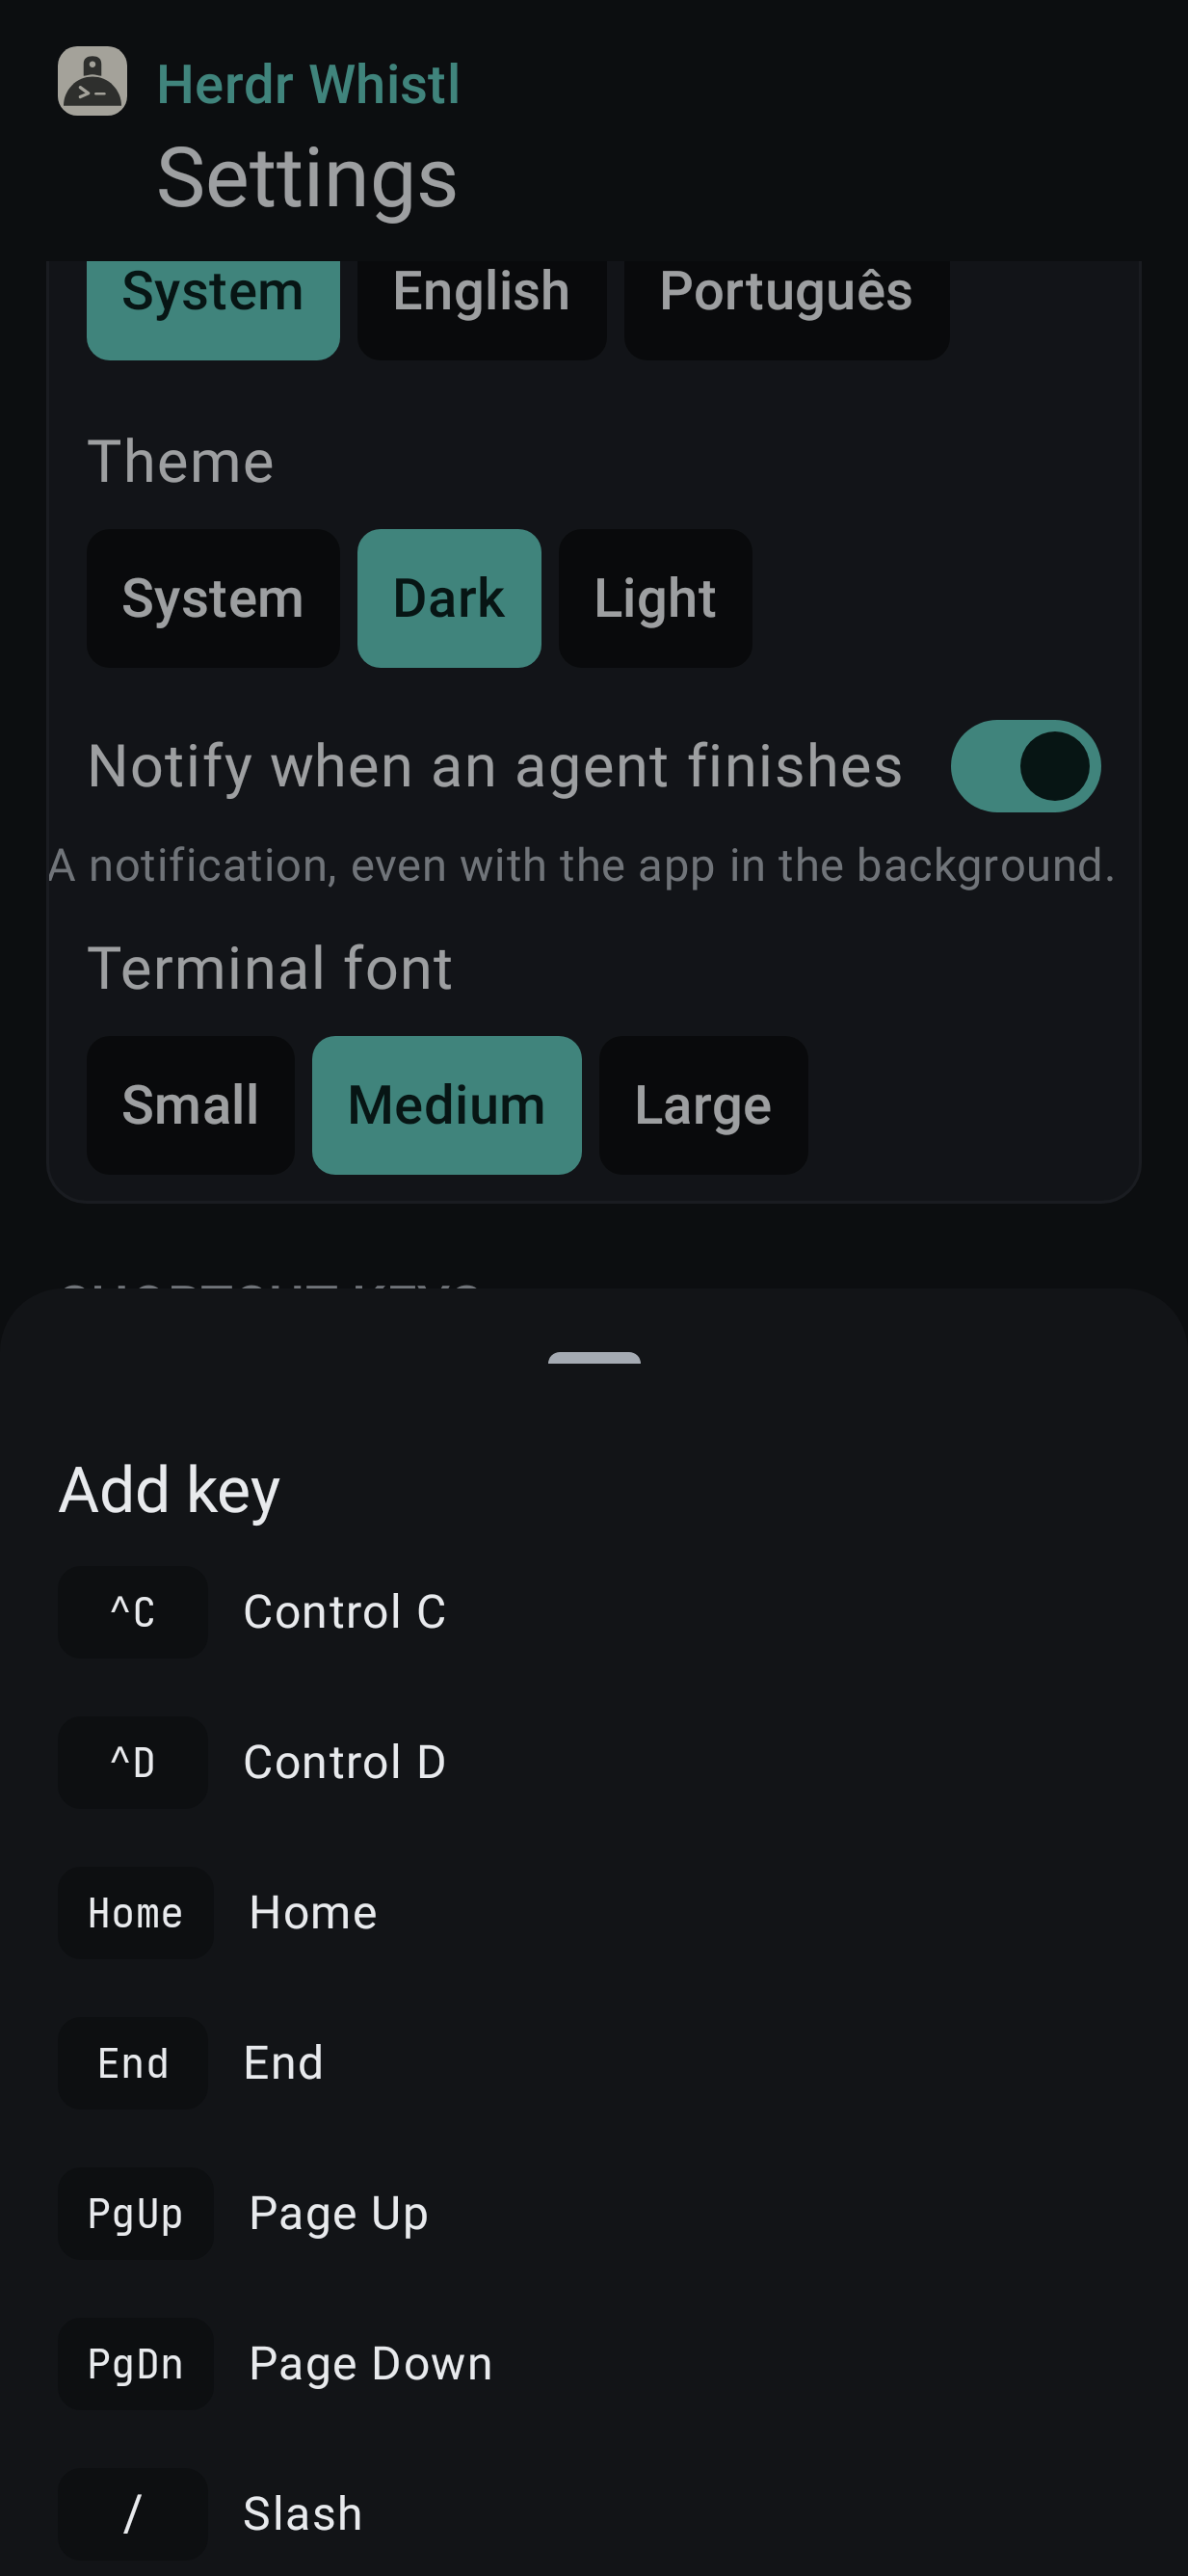 Herdr Whistl
Settings
System English Português
Theme
System Dark Light
Notify when an agent finishes
A notification, even with the app in the background.
Terminal font
Small Medium Large
SHORTCUT KEYS
Add key
^C Control C
^D Control D
Home Home
End End
PgUp Page Up
PgDn Page Down
/ Slash